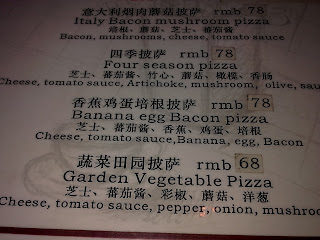 意大利烟肉蘑菇披萨 rmb 78
Italy Bacon mushroom pizza
培根、蘑菇、芝士、番茄酱
Bacon, mushrooms, cheese, tomato sauce
四季披萨 rmb 78
Four season pizza
芝士、蕃茄酱、竹心、蘑菇、橄榄、香肠
Cheese, tomato sauce, Artichoke, mushroom, olive, sau
香蕉鸡蛋培根披萨 rmb 78
Banana egg Bacon pizza
芝士、蕃茄酱、香蕉、鸡蛋、培根
Cheese, tomato sauce, Banana, egg, Bacon
蔬菜田园披萨 rmb 68
Garden Vegetable Pizza
芝士、蕃茄酱、彩椒、蘑菇、洋葱
Cheese, tomato sauce, pepper, onion, mushroo